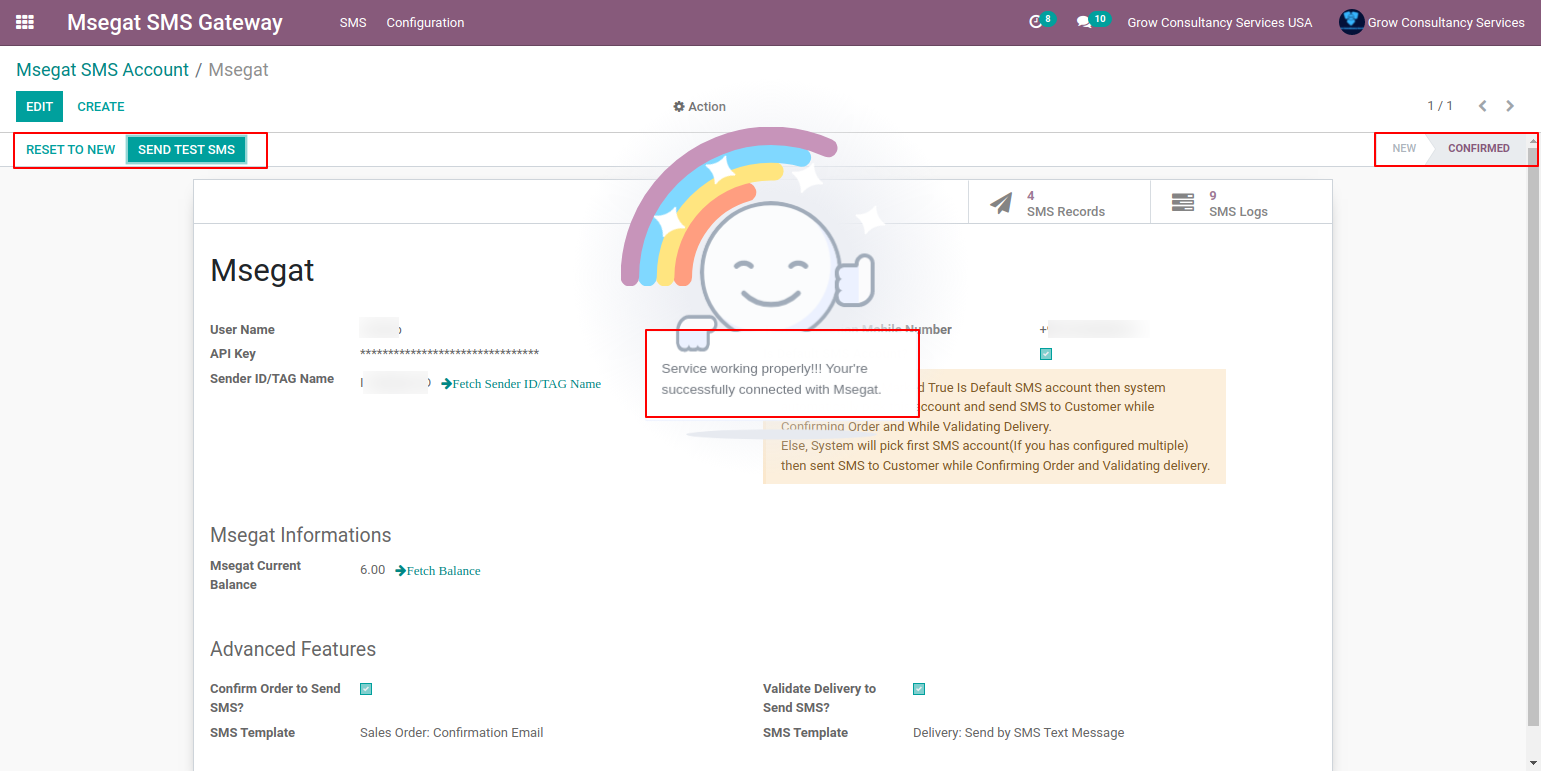 Msegat SMS Gateway
SMS
Configuration
8
10
Grow Consultancy Services USA
Grow Consultancy Services
Msegat SMS Account / Msegat
EDIT
CREATE
Action
1 / 1
RESET TO NEW
SEND TEST SMS
NEW
CONFIRMED
4
SMS Records
9
SMS Logs
Msegat
User Name
Mobile Number
+
API Key
********************************
Sender ID/TAG Name
Fetch Sender ID/TAG Name
Service working properly!!! Your're
successfully connected with Msegat.
True Is Default SMS account then system
and send SMS to Customer while
Confirming Order and While Validating Delivery.
Else, System will pick first SMS account(If you has configured multiple)
then sent SMS to Customer while Confirming Order and Validating delivery.
Msegat Informations
Msegat Current
Balance
6.00
Fetch Balance
Advanced Features
Confirm Order to Send
SMS?
Validate Delivery to
Send SMS?
SMS Template
Sales Order: Confirmation Email
SMS Template
Delivery: Send by SMS Text Message